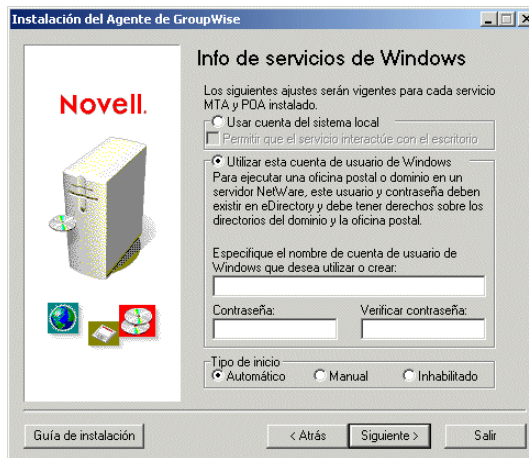 Instalación del Agente de GroupWise
Novell.
Info de servicios de Windows
Los siguientes ajustes serán vigentes para cada servicio
MTA y POA instalado.
Usar cuenta del sistema local
Permitir que el servicio interactúe con el escritorio
Utilizar esta cuenta de usuario de Windows
Para ejecutar una oficina postal o dominio en un
servidor NetWare, este usuario y contraseña deben
existir en eDirectory y debe tener derechos sobre los
directorios del dominio y la oficina postal.
Especifique el nombre de cuenta de usuario de
Windows que desea utilizar o crear:
Contraseña: Verificar contraseña:
Tipo de inicio
Automático Manual Inhabilitado
Guía de instalación < Atrás Siguiente > Salir